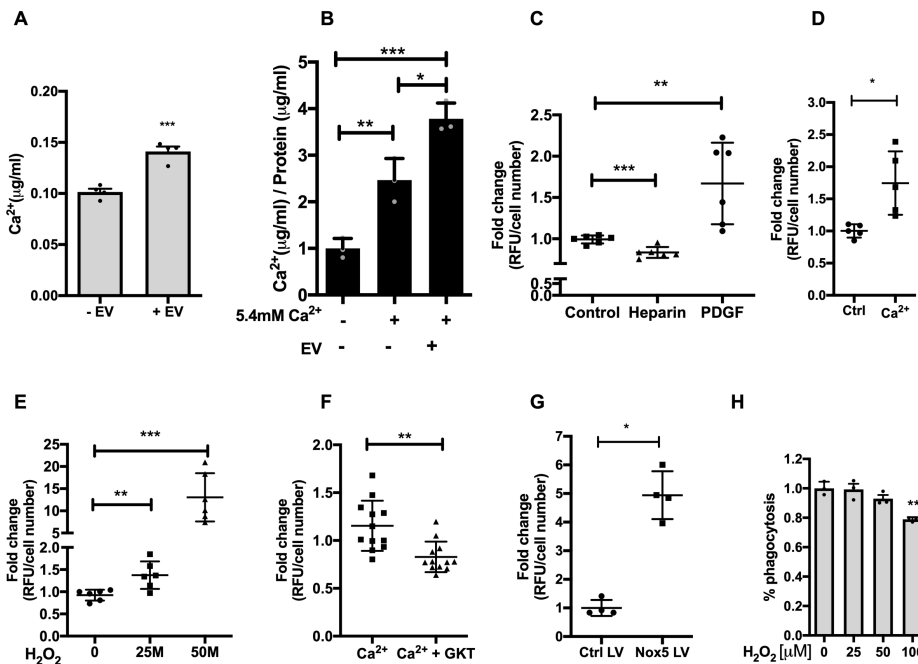 A
B
C
D
Ca²⁺(µg/ml)
0.20
0.15
0.10
0.05
0.00
***
- EV
+ EV
Ca²⁺(µg/ml) / Protein (µg/ml)
5
4
3
2
1
0
***
*
**
5.4mM Ca²⁺
- + +
EV
- - +
Fold change
(RFU/cell number)
2.5
2.0
1.5
1.0
0.5
0.0
**
***
Control Heparin PDGF
Fold change
(RFU/cell number)
3.0
2.5
2.0
1.5
1.0
0.5
0.0
*
Ctrl Ca²⁺
E
F
G
H
Fold change
(RFU/cell number)
25
20
15
10
5
2.0
1.5
1.0
0.5
0.0
***
**
H₂O₂ 0 25M 50M
Fold change
(RFU/cell number)
2.0
1.5
1.0
0.5
0.0
**
Ca²⁺ Ca²⁺ + GKT
Fold change
(RFU/cell number)
7
6
5
4
3
2
1
0
*
Ctrl LV Nox5 LV
% phagocytosis
1.2
1.0
0.8
0.6
0.4
0.2
0.0
**
H₂O₂ [µM] 0 25 50